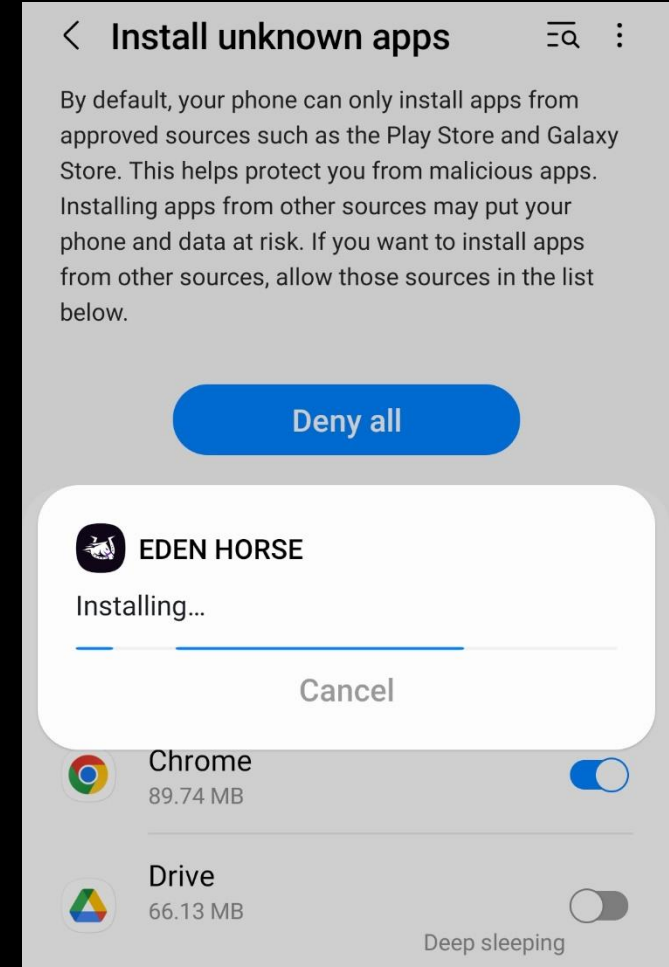 Install unknown apps
By default, your phone can only install apps from
approved sources such as the Play Store and Galaxy
Store. This helps protect you from malicious apps.
Installing apps from other sources may put your
phone and data at risk. If you want to install apps
from other sources, allow those sources in the list
below.
Deny all
EDEN HORSE
Installing...
Cancel
Chrome
89.74 MB
Drive
66.13 MB
Deep sleeping